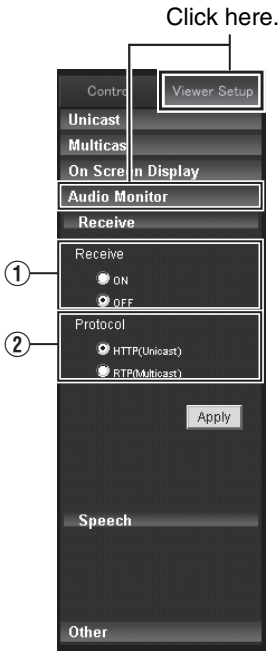 Click here.
Control Viewer Setup
Unicast
Multicast
On Screen Display
Audio Monitor
Receive
① Receive
ON
OFF
② Protocol
HTTP(Unicast)
RTP(Multicast)
Apply
Speech
Other